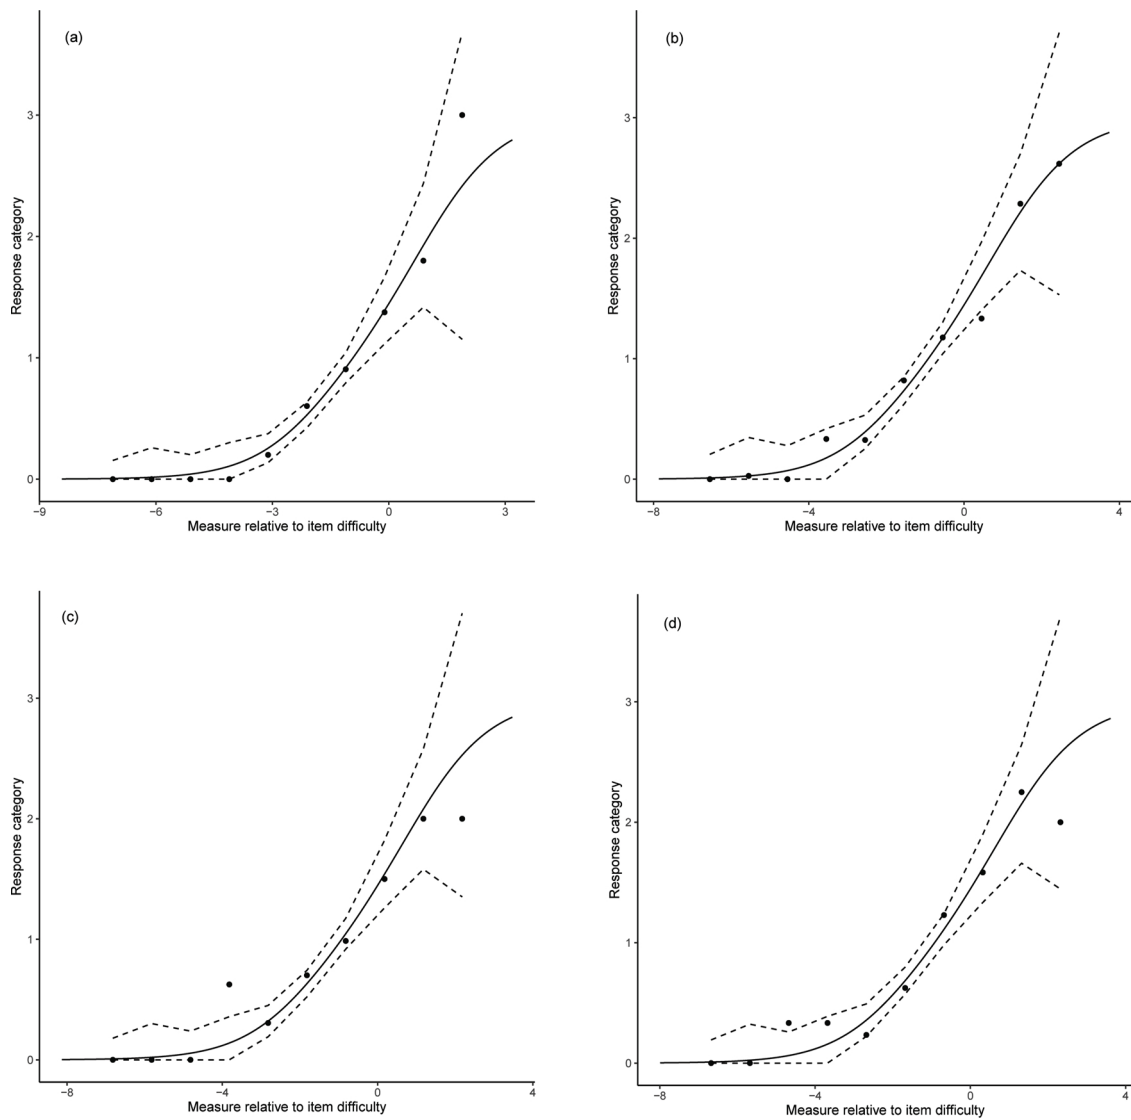 (a)
Response category
3
2
1
0
−9
−6
−3
0
3
Measure relative to item difficulty
(b)
Response category
3
2
1
0
−8
−4
0
4
Measure relative to item difficulty
(c)
Response category
3
2
1
0
−8
−4
0
4
Measure relative to item difficulty
(d)
Response category
3
2
1
0
−8
−4
0
4
Measure relative to item difficulty